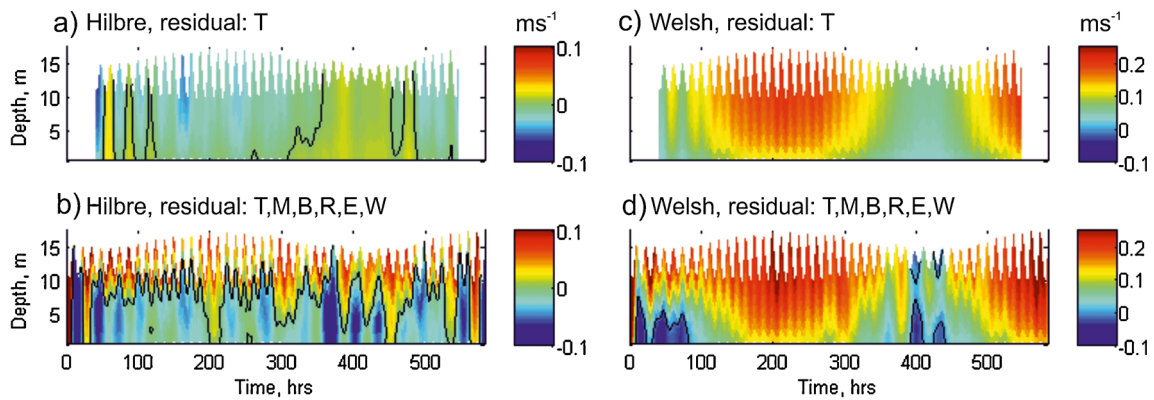 a) Hilbre, residual: T
ms-1
c) Welsh, residual: T
ms-1
Depth, m
15
10
5
0.1
0
-0.1
0.2
0.1
0
-0.1
b) Hilbre, residual: T,M,B,R,E,W
d) Welsh, residual: T,M,B,R,E,W
Depth, m
15
10
5
0.1
0
-0.1
0.2
0.1
0
-0.1
0 100 200 300 400 500
0 100 200 300 400 500
Time, hrs
Time, hrs